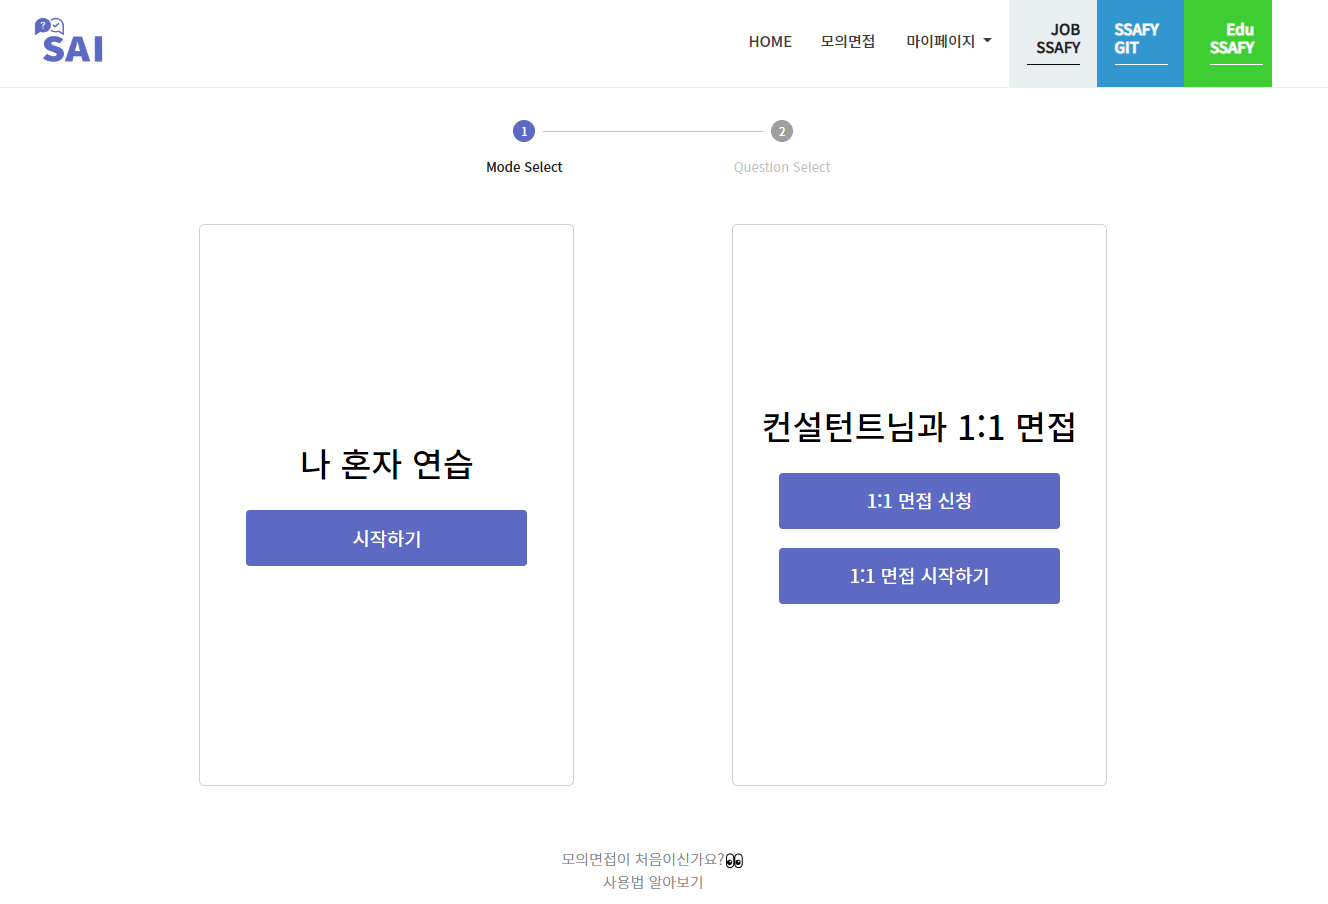 ?
SAI
HOME 모의면접 마이페이지
JOB
SSAFY
SSAFY
GIT
Edu
SSAFY
1 2
Mode Select Question Select
나 혼자 연습
시작하기
컨설턴트님과 1:1 면접
1:1 면접 신청
1:1 면접 시작하기
모의면접이 처음이신가요?👀
사용법 알아보기